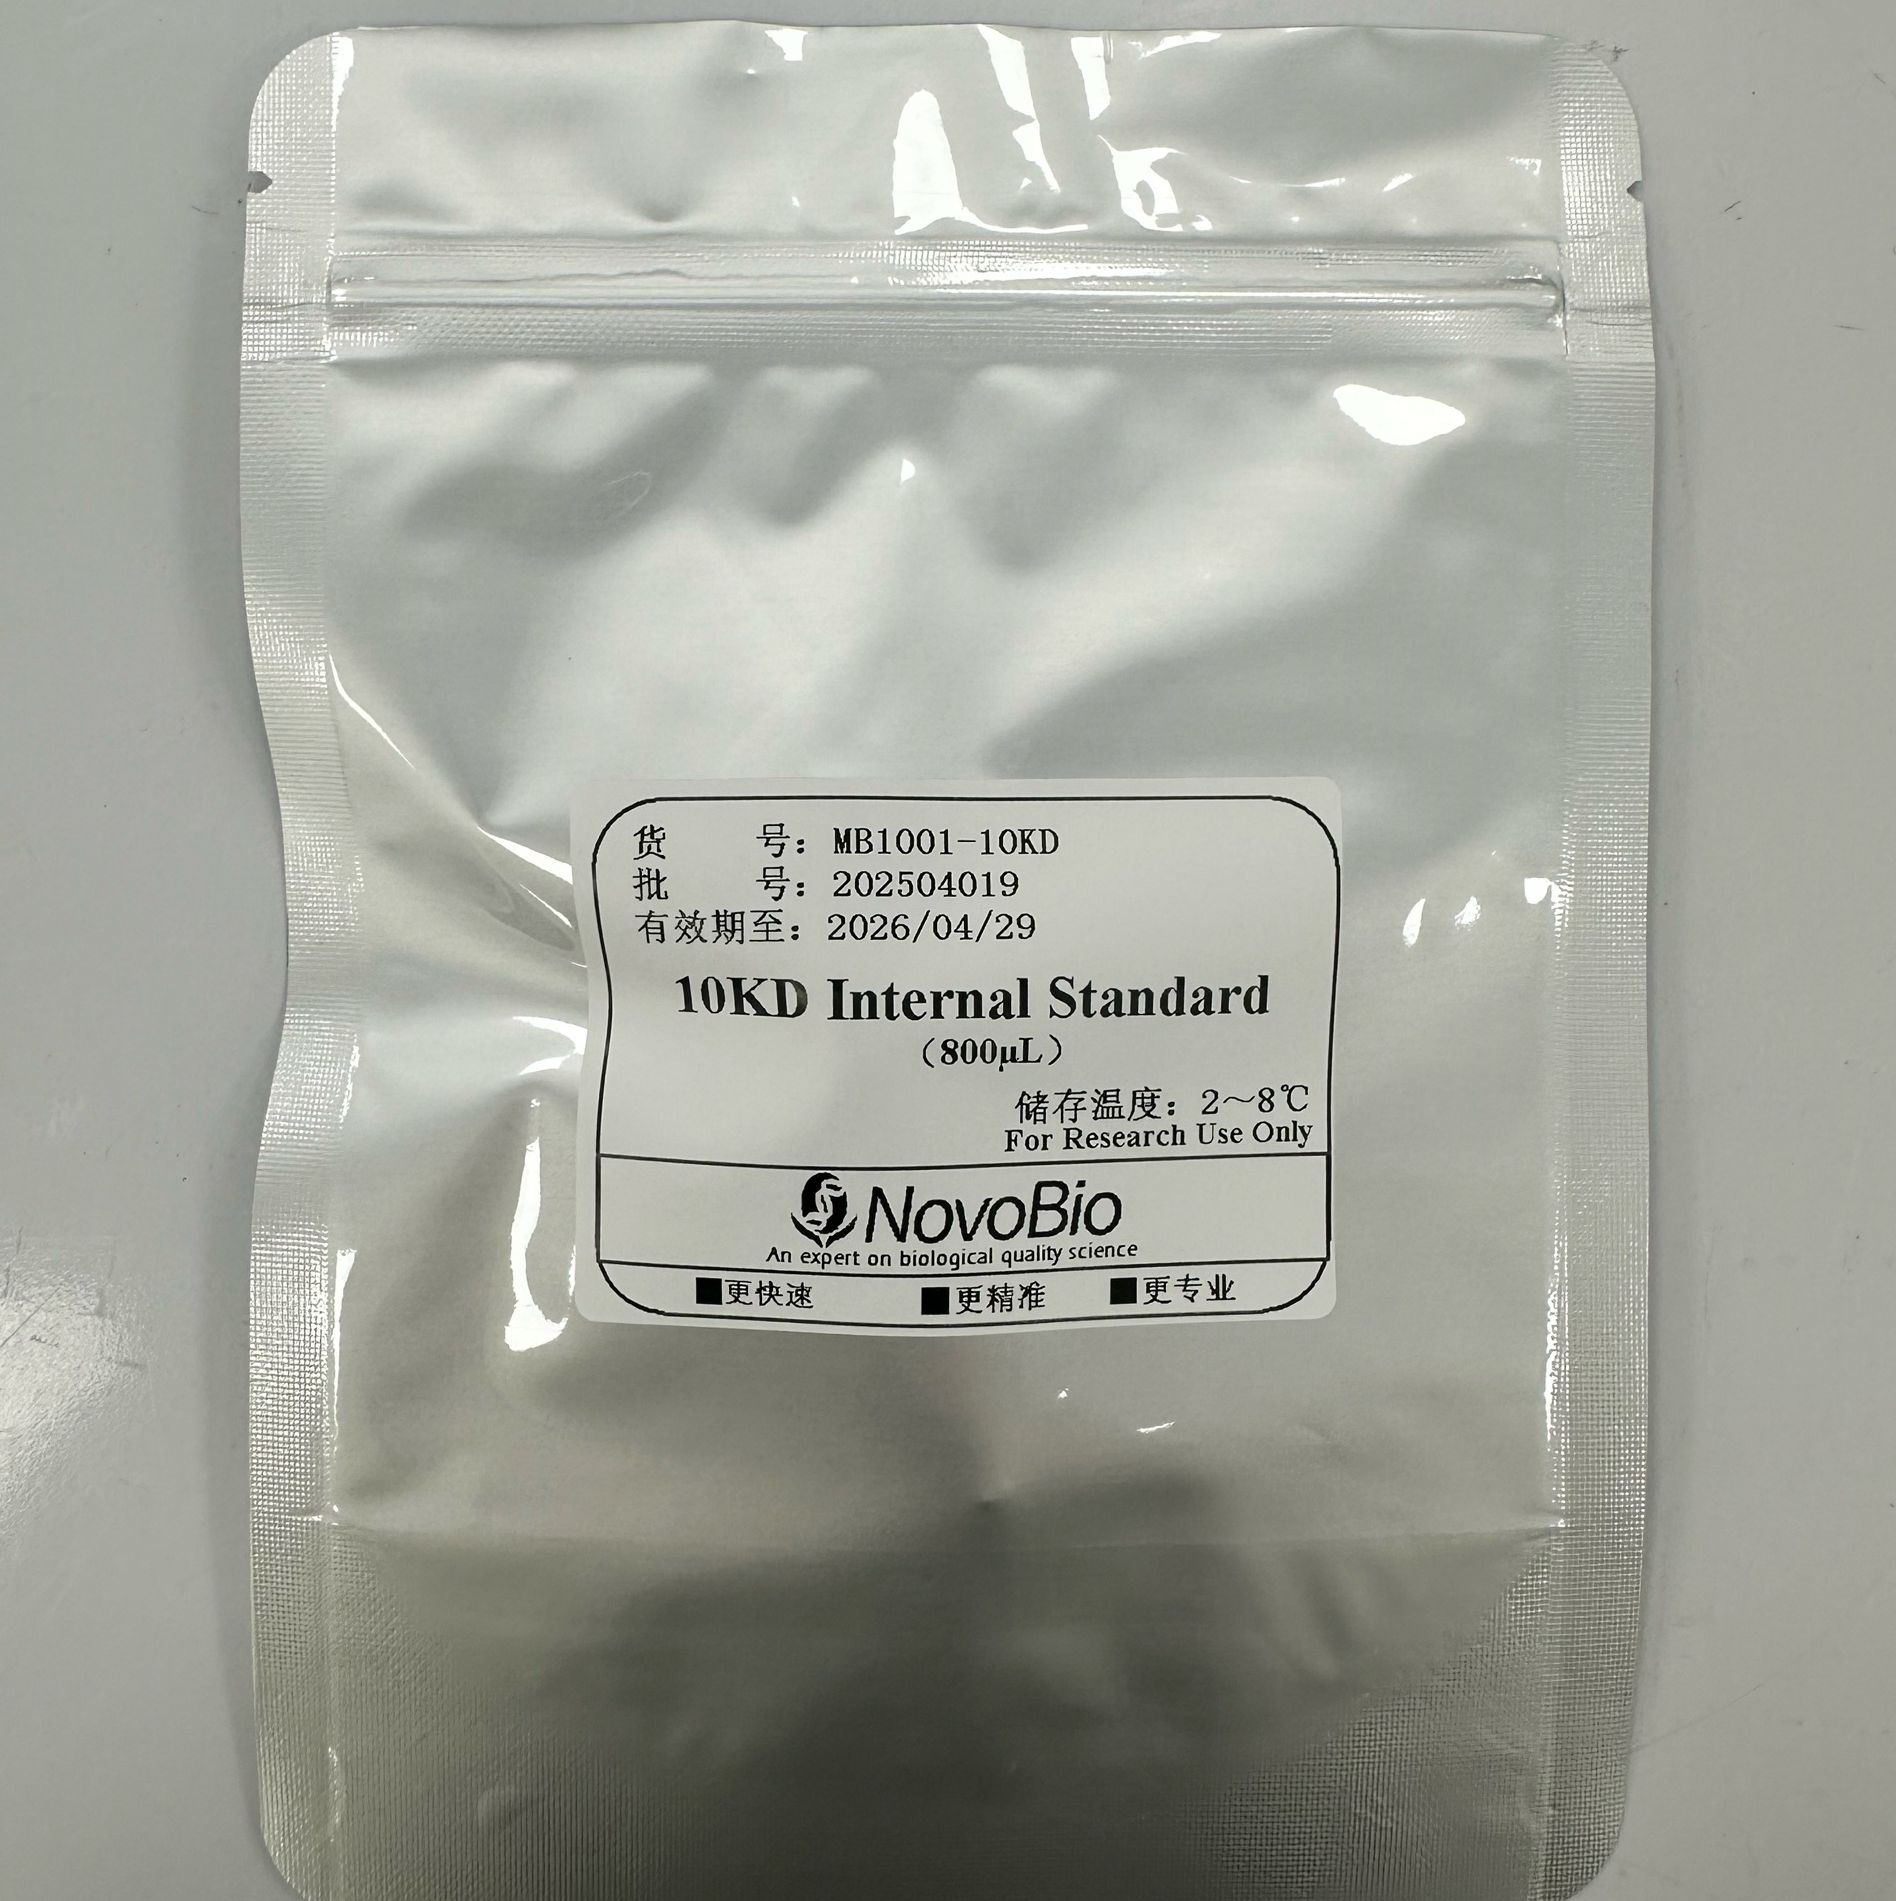 货 号：MB1001-10KD
批 号：202504019
有效期至：2026/04/29
10KD Internal Standard
（800μL）
储存温度：2～8℃
For Research Use Only
NovoBio
An expert on biological quality science
■更快速 ■更精准 ■更专业